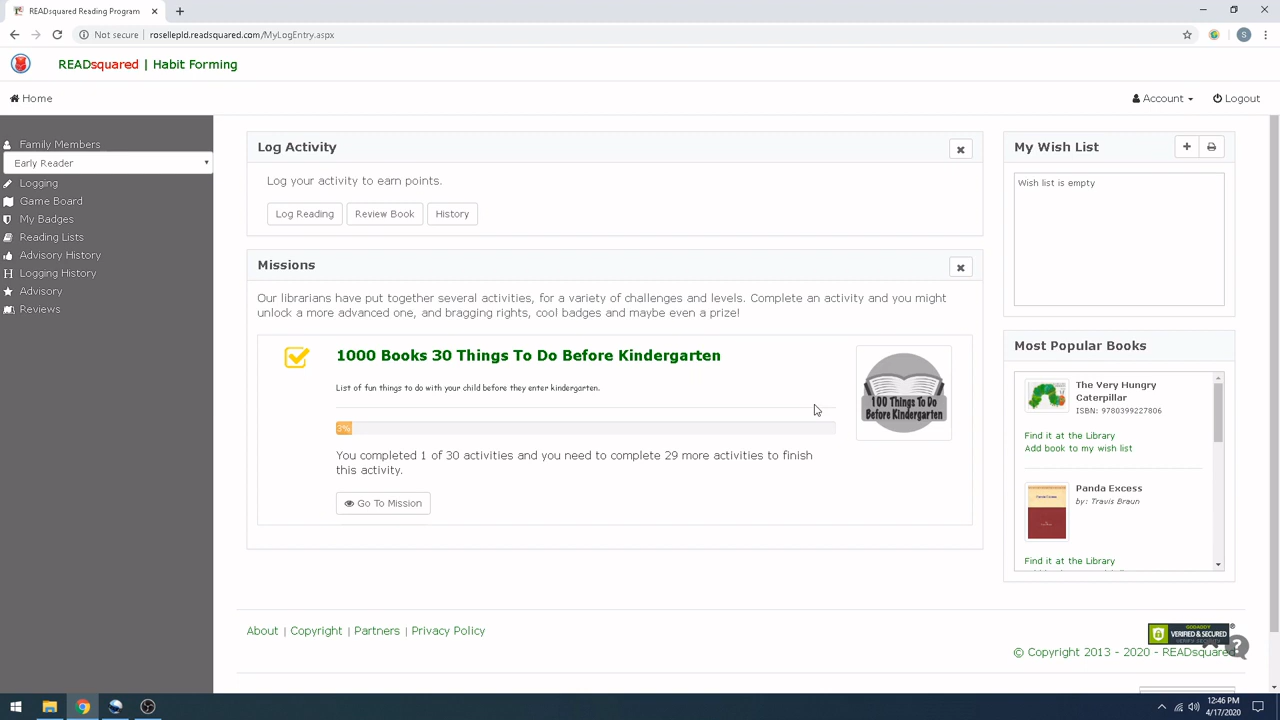 READsquared Reading Program
Not secure | rosellepld.readsquared.com/MyLogEntry.aspx
S
READsquared | Habit Forming
Home
Account
Logout
Family Members
Early Reader
Logging
Game Board
My Badges
Reading Lists
Advisory History
Logging History
Advisory
Reviews
Log Activity
Log your activity to earn points.
Log Reading
Review Book
History
Missions
Our librarians have put together several activities, for a variety of challenges and levels. Complete an activity and you might
unlock a more advanced one, and bragging rights, cool badges and maybe even a prize!
1000 Books 30 Things To Do Before Kindergarten
List of fun things to do with your child before they enter kindergarten.
3%
You completed 1 of 30 activities and you need to complete 29 more activities to finish
this activity.
Go To Mission
100 Things To Do
Before Kindergarten
My Wish List
Wish list is empty
Most Popular Books
The Very Hungry
Caterpillar
ISBN: 9780399227806
Find it at the Library
Add book to my wish list
Panda Excess
by: Travis Braun
Find it at the Library
About | Copyright | Partners | Privacy Policy
GODADDY
VERIFIED & SECURED
© Copyright 2013 - 2020 - READsquared
12:46 PM
4/17/2020